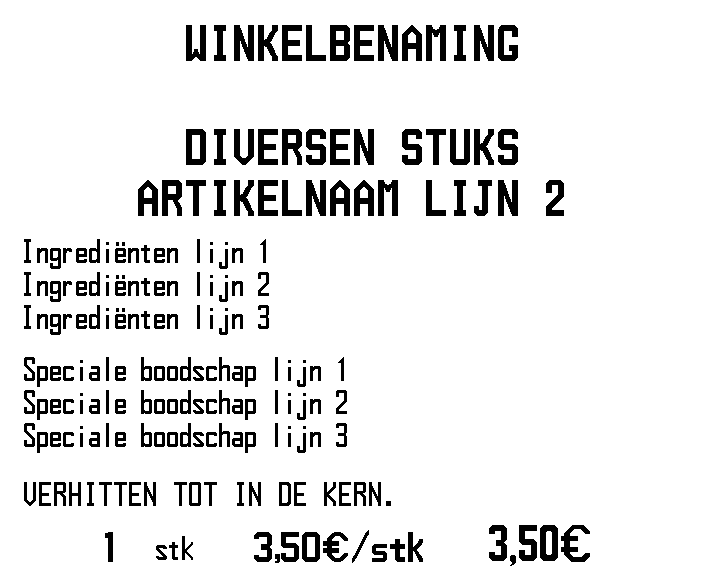 WINKELBENAMING
DIVERSEN STUKS
ARTIKELNAAM LIJN 2
Ingrediënten lijn 1
Ingrediënten lijn 2
Ingrediënten lijn 3
Speciale boodschap lijn 1
Speciale boodschap lijn 2
Speciale boodschap lijn 3
VERHITTEN TOT IN DE KERN.
1 stk 3,50€/stk 3,50€